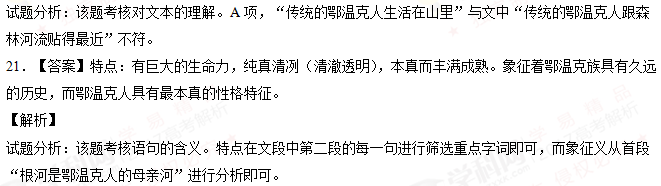 试题分析：该题考核对文本的理解。A 项，“传统的鄂温克人生活在山里”与文中“传统的鄂温克人跟森
林河流贴得最近”不符。
21．【答案】特点：有巨大的生命力，纯真清冽（清澈透明），本真而丰满成熟。象征着鄂温克族具有久远
的历史，而鄂温克人具有最本真的性格特征。
【解析】
试题分析：该题考核语句的含义。特点在文段中第二段的每一句进行筛选重点字词即可，而象征义从首段
“根河是鄂温克人的母亲河”进行分析即可。